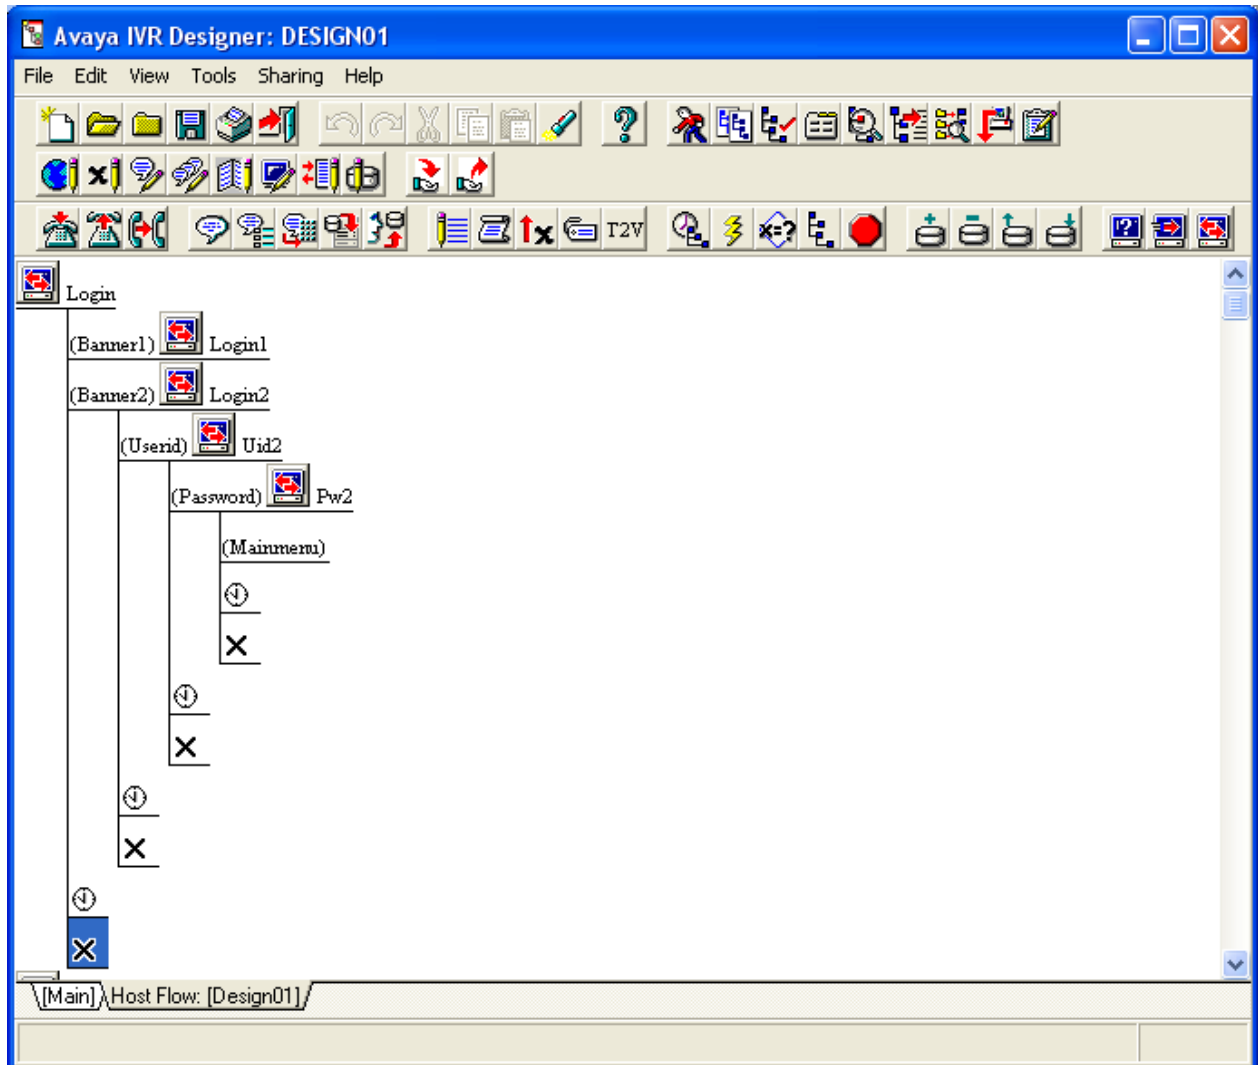 Avaya IVR Designer: DESIGN01
File Edit View Tools Sharing Help
T2V
Login
(Banner1) Login1
(Banner2) Login2
(Userid) Uid2
(Password) Pw2
(Mainmenu)
[Main] Host Flow: [Design01]